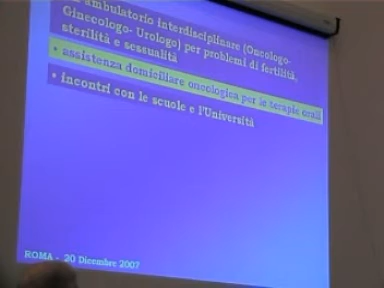 ambulatorio interdisciplinare (Oncologo-
Ginecologo- Urologo) per problemi di fertilità,
sterilità e sessualità
• assistenza domiciliare oncologica per le terapie orali
• incontri con le scuole e l'Università
ROMA - 20 Dicembre 2007